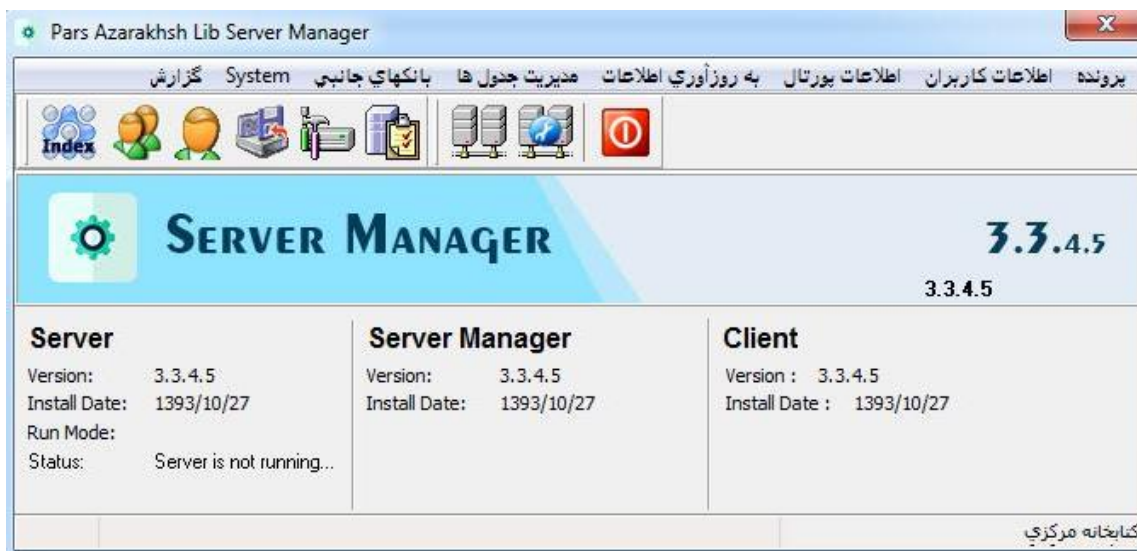 Pars Azarakhsh Lib Server Manager
پرونده اطلاعات کاربران اطلاعات پورتال به روزآوري اطلاعات مديريت جدول ها بانکهاي جانبي System گزارش
Index
SERVER MANAGER
3.3.4.5
3.3.4.5
Server
Version: 3.3.4.5
Install Date: 1393/10/27
Run Mode:
Status: Server is not running...
Server Manager
Version: 3.3.4.5
Install Date: 1393/10/27
Client
Version : 3.3.4.5
Install Date : 1393/10/27
کتابخانه مرکزي